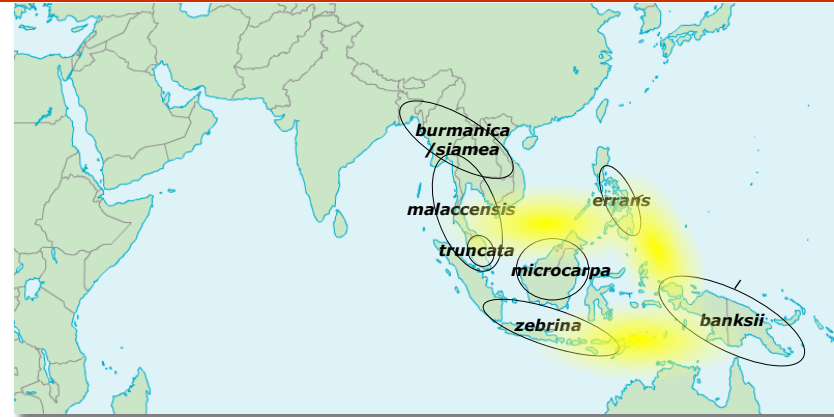 burmanica
/siamea
malaccensis
errans
truncata
microcarpa
zebrina
banksii